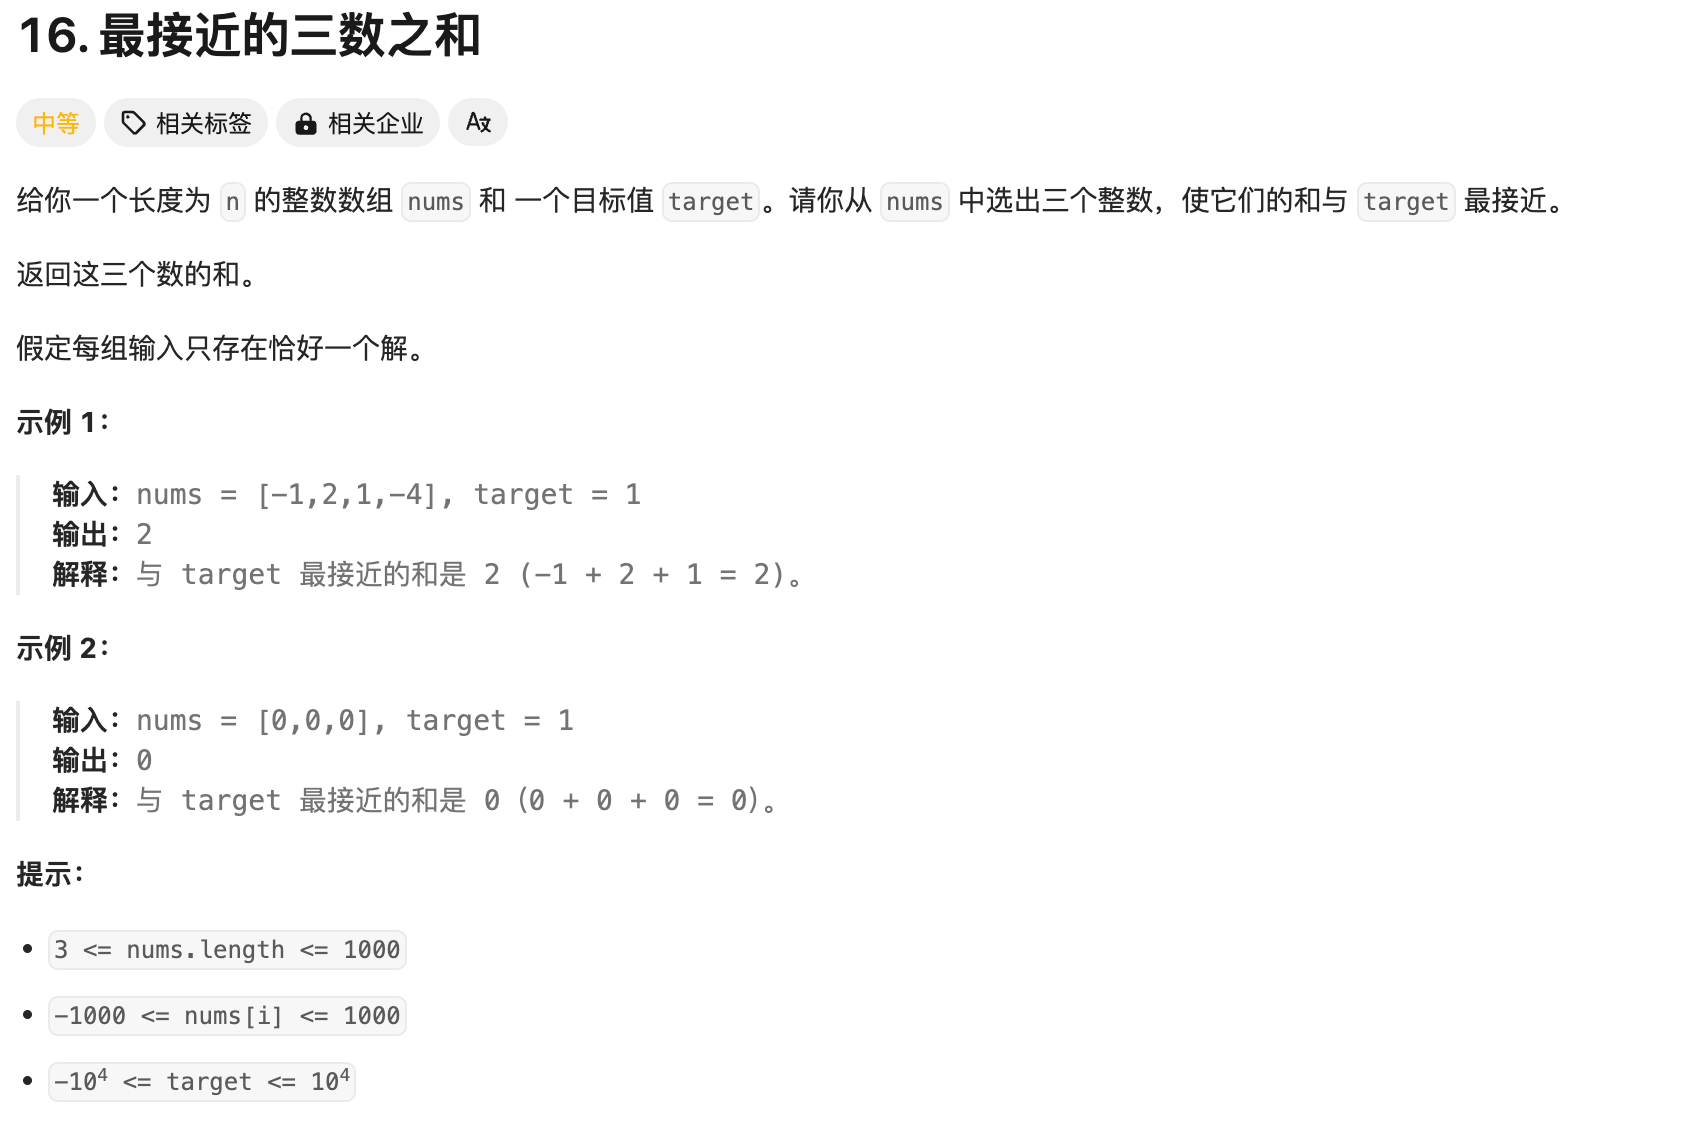 16. 最接近的三数之和
中等 相关标签 相关企业
给你一个长度为 n 的整数数组 nums 和 一个目标值 target。请你从 nums 中选出三个整数，使它们的和与 target 最接近。
返回这三个数的和。
假定每组输入只存在恰好一个解。
示例 1：
输入：nums = [-1,2,1,-4], target = 1
输出：2
解释：与 target 最接近的和是 2 (-1 + 2 + 1 = 2)。
示例 2：
输入：nums = [0,0,0], target = 1
输出：0
解释：与 target 最接近的和是 0（0 + 0 + 0 = 0）。
提示：
• 3 <= nums.length <= 1000
• -1000 <= nums[i] <= 1000
• -10⁴ <= target <= 10⁴